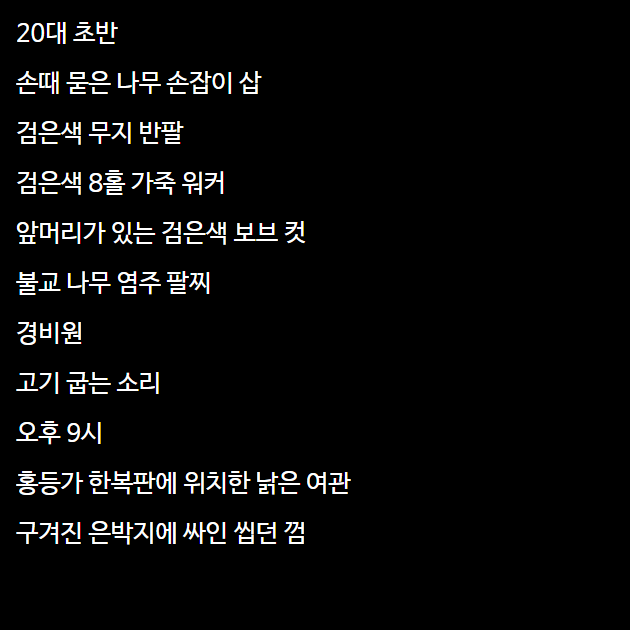 20대 초반
손때 묻은 나무 손잡이 삽
검은색 무지 반팔
검은색 8홀 가죽 워커
앞머리가 있는 검은색 보브 컷
불교 나무 염주 팔찌
경비원
고기 굽는 소리
오후 9시
홍등가 한복판에 위치한 낡은 여관
구겨진 은박지에 싸인 씹던 껌